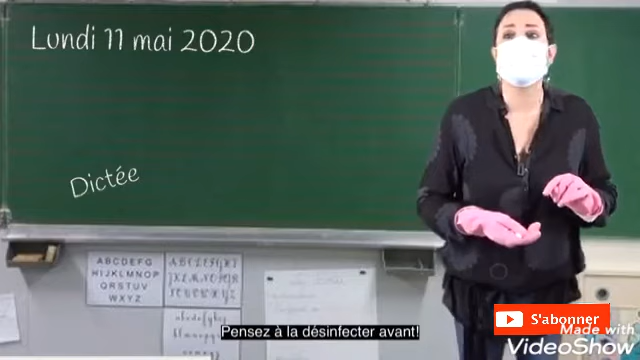 Lundi 11 mai 2020
Dictée
ABCDEFG
HIJKLMNOP
QRSTUV
WXYZ
Pensez à la désinfecter avant!
S'abonner
Made with
VideoShow